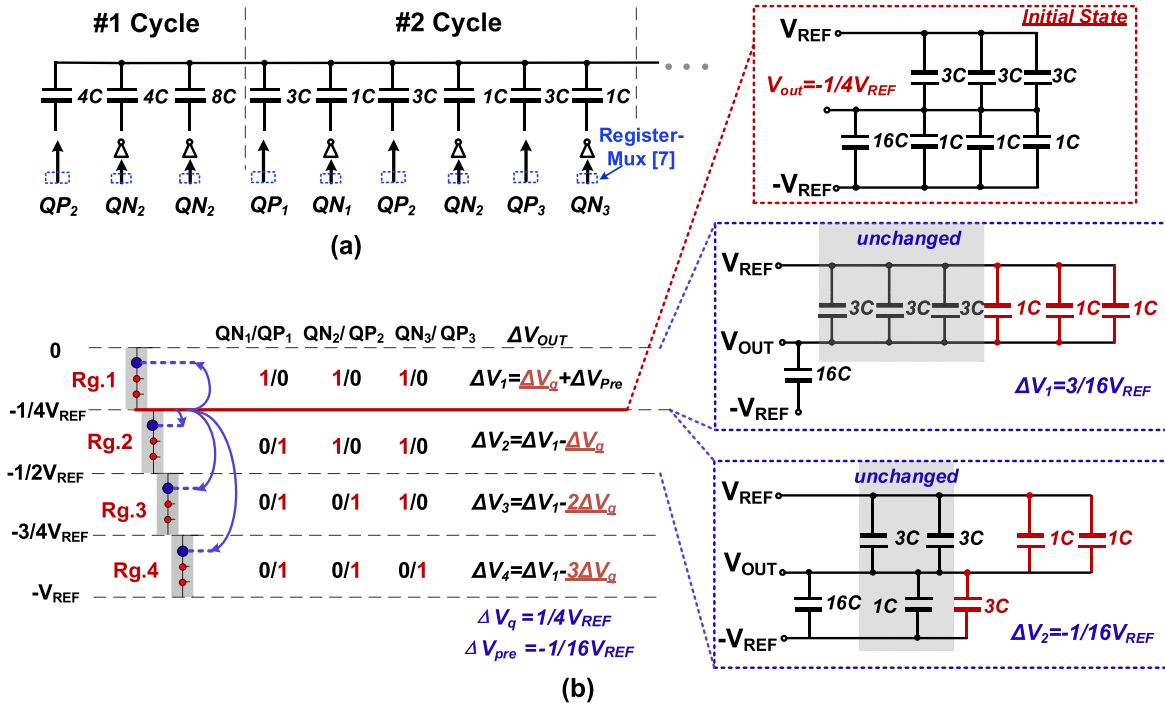 #1 Cycle #2 Cycle
4C 4C 8C 3C 1C 3C 1C 3C 1C
Register-
Mux [7]
QP2 QN2 QN2 QP1 QN1 QP2 QN2 QP3 QN3
(a)
Initial State
VREF
3C 3C 3C
Vout=-1/4VREF
16C 1C 1C 1C
-VREF
unchanged
VREF
3C 3C 3C 1C 1C 1C
VOUT
16C
ΔV1=3/16VREF
-VREF
QN1/QP1 QN2/ QP2 QN3/ QP3 ΔVOUT
0
Rg.1 1/0 1/0 1/0 ΔV1=ΔVq+ΔVPre
-1/4VREF
Rg.2 0/1 1/0 1/0 ΔV2=ΔV1-ΔVq
-1/2VREF
Rg.3 0/1 0/1 1/0 ΔV3=ΔV1-2ΔVq
-3/4VREF
Rg.4 0/1 0/1 0/1 ΔV4=ΔV1-3ΔVq
-VREF
ΔVq =1/4VREF
ΔVpre=-1/16VREF
unchanged
VREF
3C 3C 1C 1C
VOUT
16C 1C 3C
-VREF
ΔV2=-1/16VREF
(b)